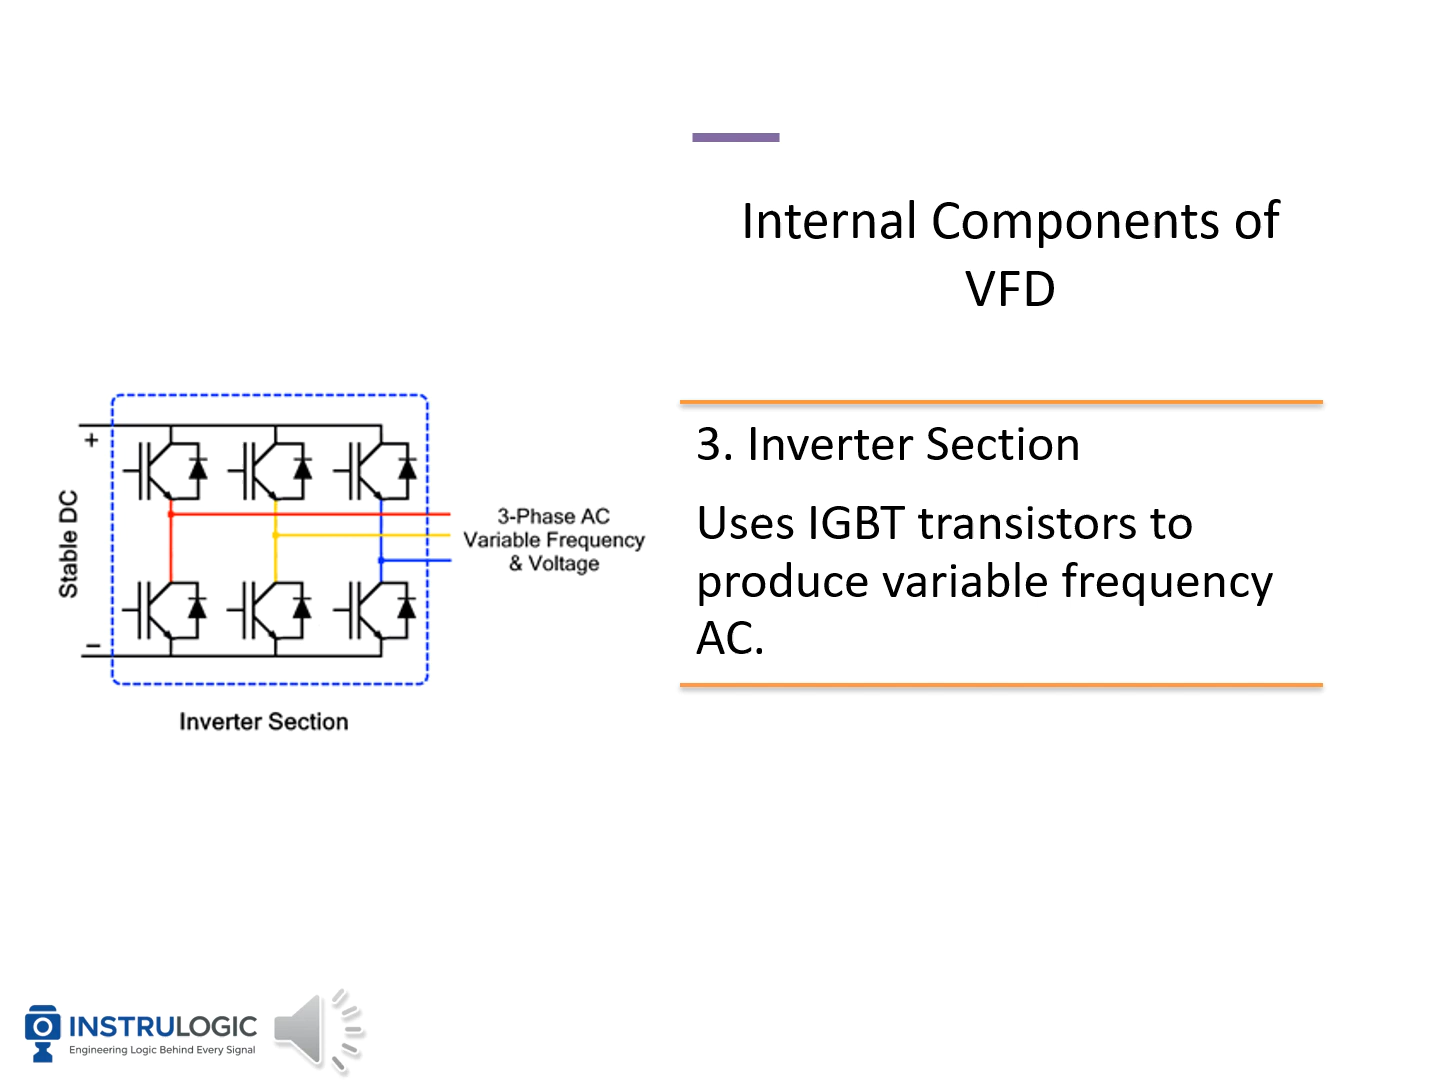 Internal Components of
VFD
3. Inverter Section
Uses IGBT transistors to
produce variable frequency
AC.
+
Stable DC
−
3-Phase AC
Variable Frequency
& Voltage
Inverter Section
INSTRULOGIC
Engineering Logic Behind Every Signal